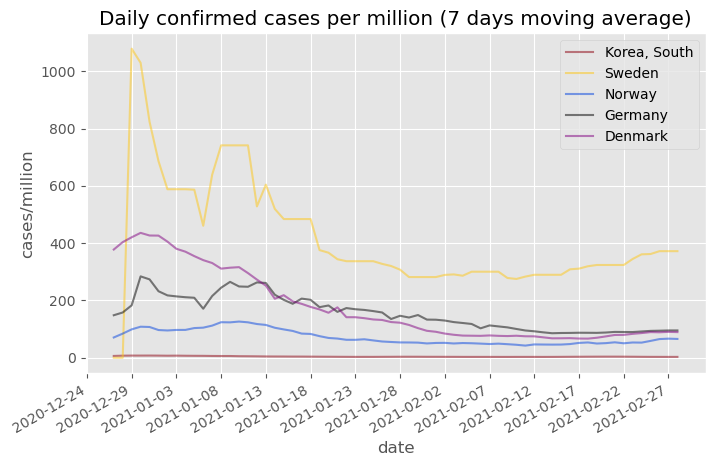 Daily confirmed cases per million (7 days moving average)
Korea, South
Sweden
Norway
Germany
Denmark
cases/million
1000
800
600
400
200
0
2020-12-24
2020-12-29
2021-01-03
2021-01-08
2021-01-13
2021-01-18
2021-01-23
2021-01-28
2021-02-02
2021-02-07
2021-02-12
2021-02-17
2021-02-22
2021-02-27
date